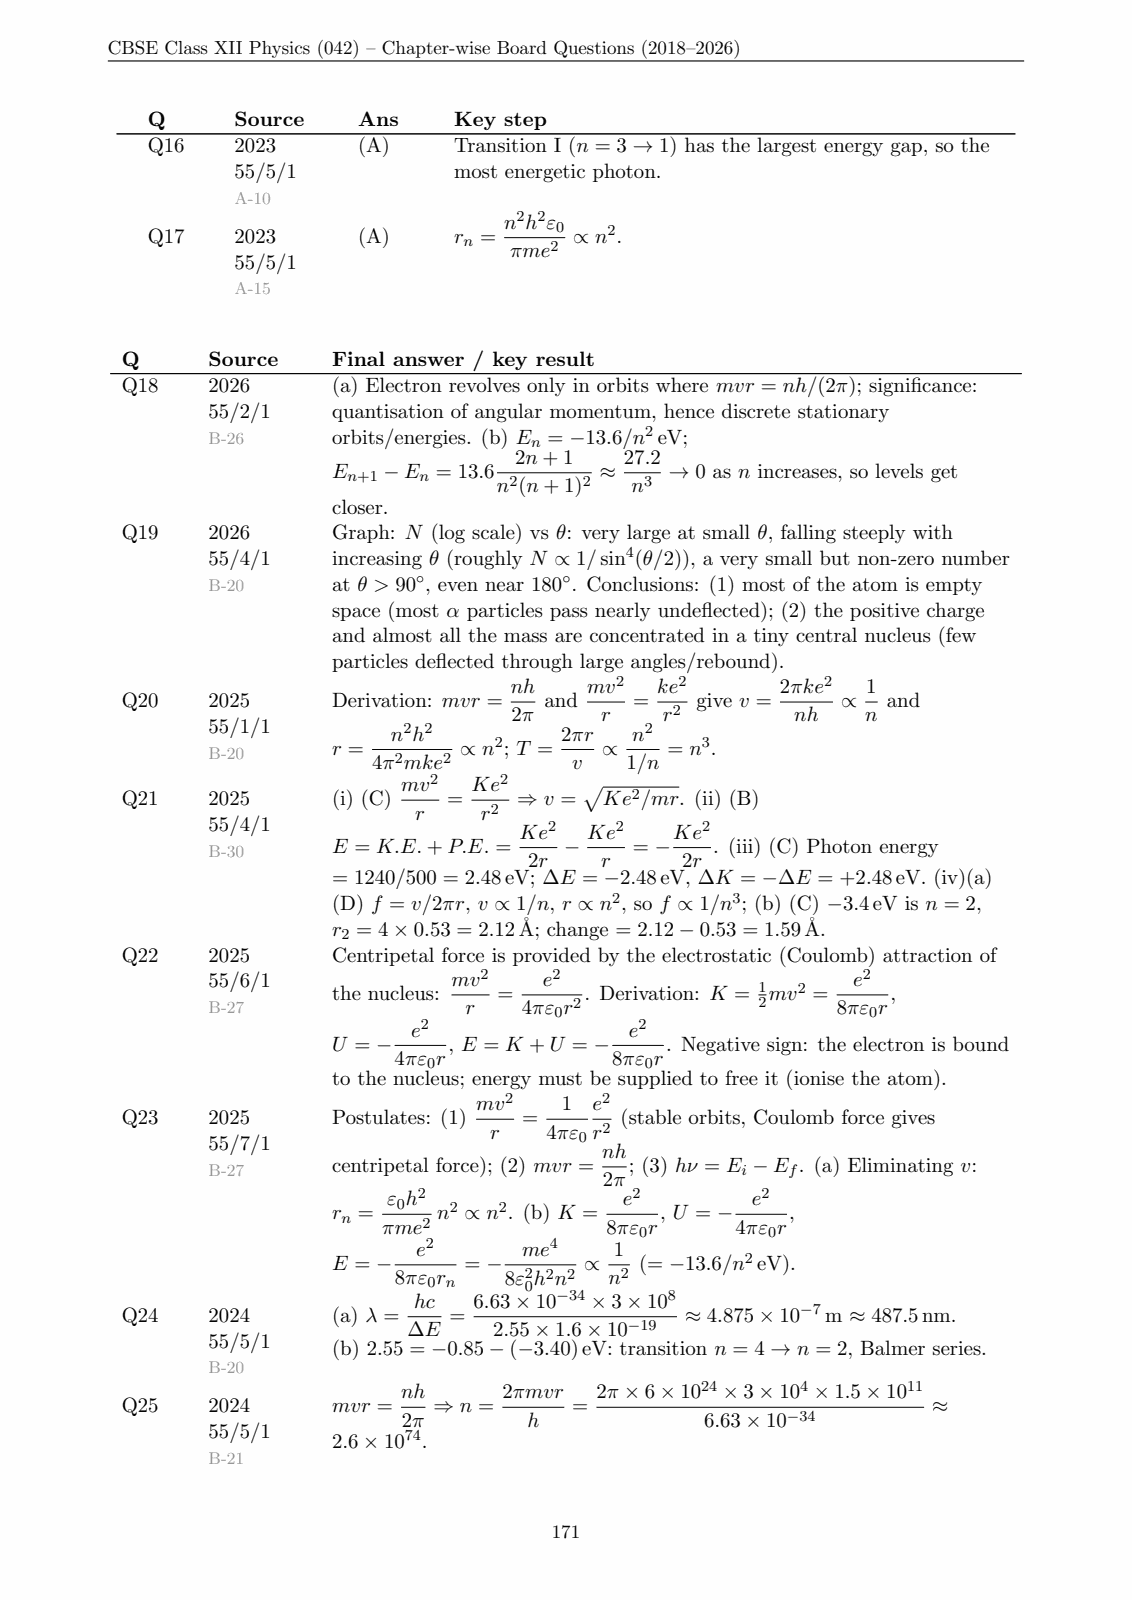 CBSE Class XII Physics (042) – Chapter-wise Board Questions (2018–2026)
Q Source Ans Key step
Q16 2023 (A) Transition I (n = 3 → 1) has the largest energy gap, so the
55/5/1 most energetic photon.
A-10
Q17 2023 (A) rₙ = n²h²ε₀/πme² ∝ n².
55/5/1
A-15
Q Source Final answer / key result
Q18 2026 (a) Electron revolves only in orbits where mvr = nh/(2π); significance:
55/2/1 quantisation of angular momentum, hence discrete stationary
B-26 orbits/energies. (b) Eₙ = −13.6/n² eV;
Eₙ₊₁ − Eₙ = 13.6 (2n + 1)/(n²(n + 1)²) ≈ 27.2/n³ → 0 as n increases, so levels get
closer.
Q19 2026 Graph: N (log scale) vs θ: very large at small θ, falling steeply with
55/4/1 increasing θ (roughly N ∝ 1/ sin⁴(θ/2)), a very small but non-zero number
B-20 at θ > 90°, even near 180°. Conclusions: (1) most of the atom is empty
space (most α particles pass nearly undeflected); (2) the positive charge
and almost all the mass are concentrated in a tiny central nucleus (few
particles deflected through large angles/rebound).
Q20 2025 Derivation: mvr = nh/2π and mv²/r = ke²/r² give v = 2πke²/nh ∝ 1/n and
55/1/1
B-20 r = n²h²/4π²mke² ∝ n²; T = 2πr/v ∝ n²/(1/n) = n³.
Q21 2025 (i) (C) mv²/r = Ke²/r² ⇒ v = √(Ke²/mr). (ii) (B)
55/4/1
B-30 E = K.E. + P.E. = Ke²/2r − Ke²/r = −Ke²/2r. (iii) (C) Photon energy
= 1240/500 = 2.48 eV; ΔE = −2.48 eV, ΔK = −ΔE = +2.48 eV. (iv)(a)
(D) f = v/2πr, v ∝ 1/n, r ∝ n², so f ∝ 1/n³; (b) (C) −3.4 eV is n = 2,
r₂ = 4 × 0.53 = 2.12 Å; change = 2.12 − 0.53 = 1.59 Å.
Q22 2025 Centripetal force is provided by the electrostatic (Coulomb) attraction of
55/6/1 the nucleus: mv²/r = e²/4πε₀r². Derivation: K = ½mv² = e²/8πε₀r,
B-27
U = −e²/4πε₀r, E = K + U = −e²/8πε₀r. Negative sign: the electron is bound
to the nucleus; energy must be supplied to free it (ionise the atom).
Q23 2025 Postulates: (1) mv²/r = 1/4πε₀ e²/r² (stable orbits, Coulomb force gives
55/7/1
B-27 centripetal force); (2) mvr = nh/2π; (3) hν = Eᵢ − E_f. (a) Eliminating v:
rₙ = ε₀h²/πme² n² ∝ n². (b) K = e²/8πε₀r, U = −e²/4πε₀r,
E = −e²/8πε₀rₙ = −me⁴/8ε₀²h²n² ∝ 1/n² (= −13.6/n² eV).
Q24 2024 (a) λ = hc/ΔE = (6.63 × 10⁻³⁴ × 3 × 10⁸)/(2.55 × 1.6 × 10⁻¹⁹) ≈ 4.875 × 10⁻⁷ m ≈ 487.5 nm.
55/5/1 (b) 2.55 = −0.85 − (−3.40) eV: transition n = 4 → n = 2, Balmer series.
B-20
Q25 2024 mvr = nh/2π ⇒ n = 2πmvr/h = (2π × 6 × 10²⁴ × 3 × 10⁴ × 1.5 × 10¹¹)/(6.63 × 10⁻³⁴) ≈
55/5/1 2.6 × 10⁷⁴.
B-21
171